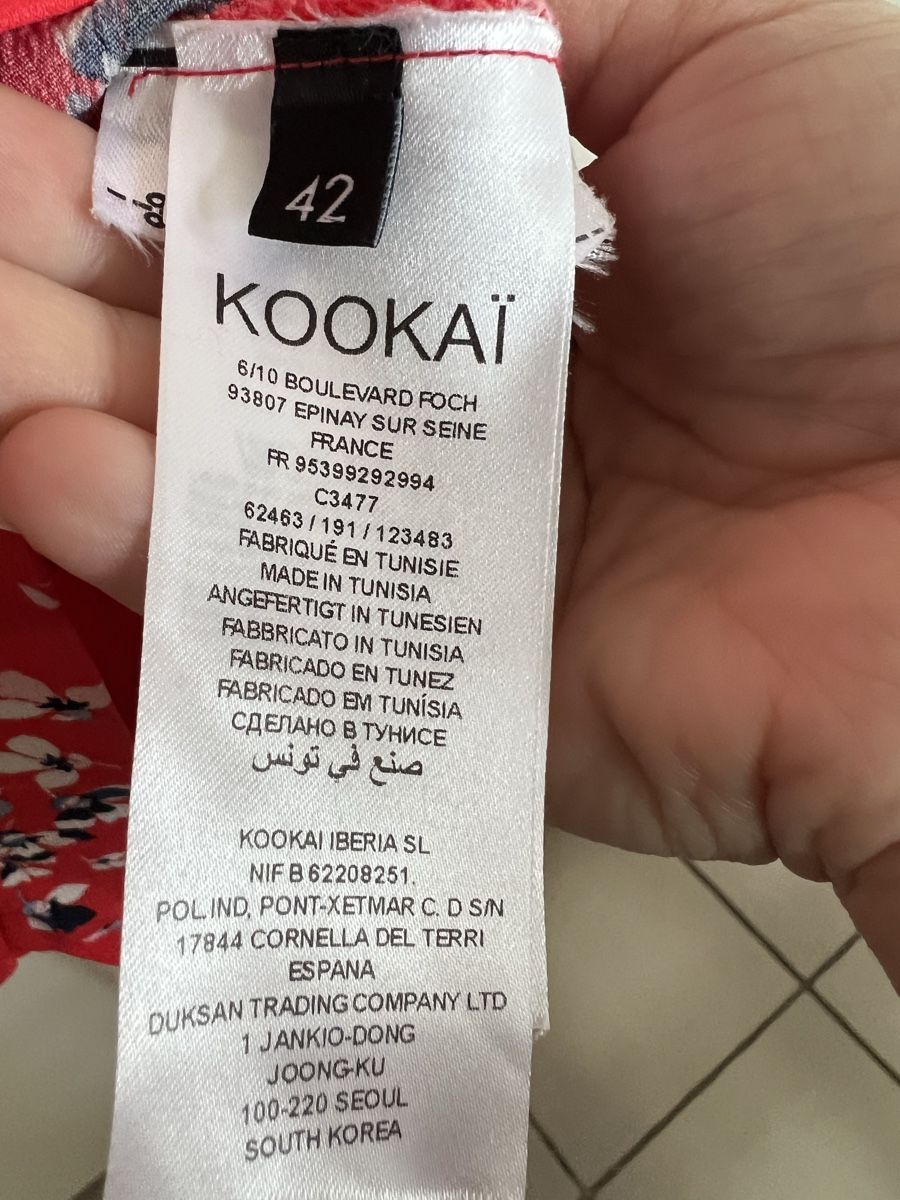 42
KOOKAÏ
6/10 BOULEVARD FOCH
93807 EPINAY SUR SEINE
FRANCE
FR 95399292994
C3477
62463 / 191 / 123483
FABRIQUÉ EN TUNISIE
MADE IN TUNISIA
ANGEFERTIGT IN TUNESIEN
FABBRICATO IN TUNISIA
FABRICADO EN TUNEZ
FABRICADO EM TUNÍSIA
СДЕЛАНО В ТУНИСЕ
صنع في تونس
KOOKAI IBERIA SL
NIF B 62208251.
POL.IND. PONT-XETMAR C. D S/N
17844 CORNELLA DEL TERRI
ESPANA
DUKSAN TRADING COMPANY LTD
1 JANKIO-DONG
JOONG-KU
100-220 SEOUL
SOUTH KOREA